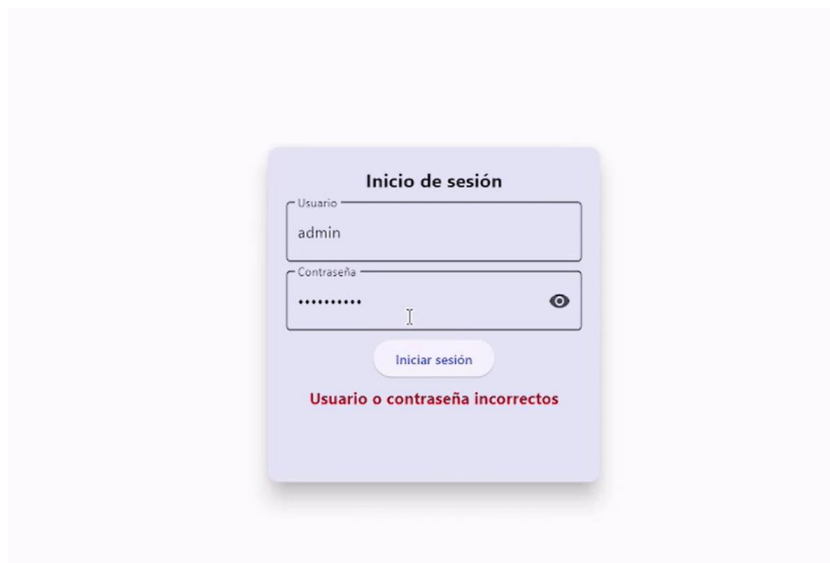 Inicio de sesión
Usuario
admin
Contraseña
••••••••••
Iniciar sesión
Usuario o contraseña incorrectos